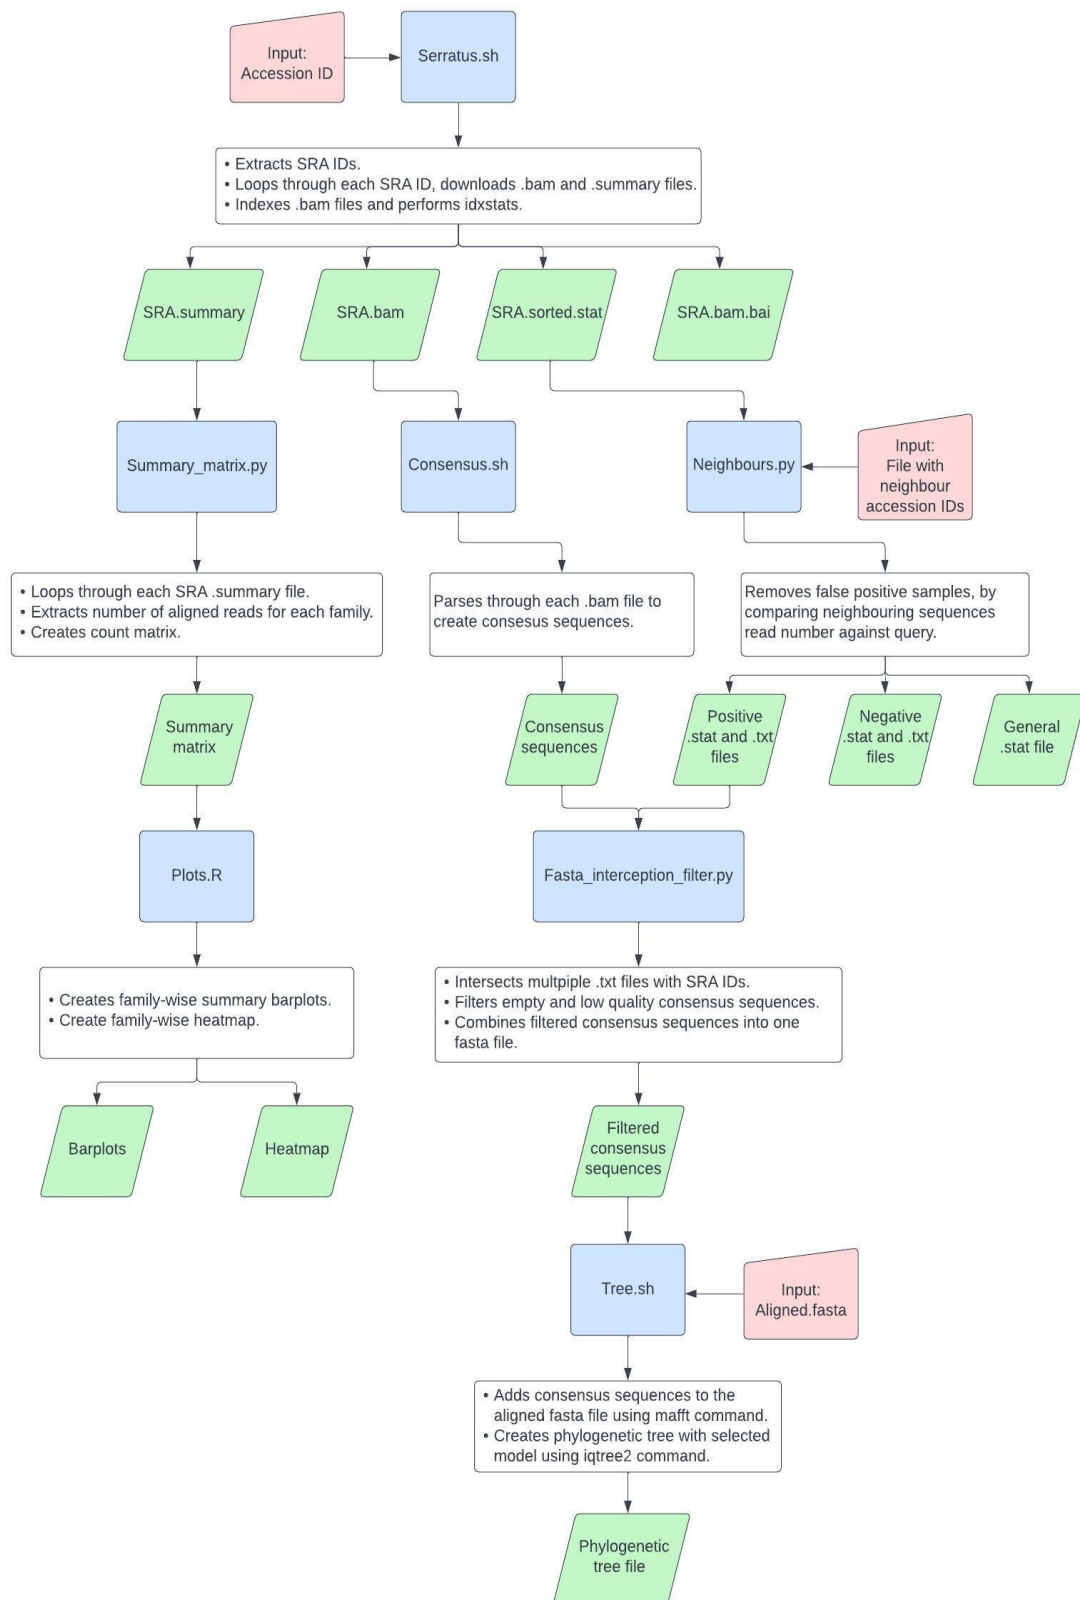 Input:
Accession ID
Serratus.sh
• Extracts SRA IDs.
• Loops through each SRA ID, downloads .bam and .summary files.
• Indexes .bam files and performs idxstats.
SRA.summary
SRA.bam
SRA.sorted.stat
SRA.bam.bai
Summary_matrix.py
Consensus.sh
Neighbours.py
Input:
File with
neighbour
accession IDs
• Loops through each SRA .summary file.
• Extracts number of aligned reads for each family.
• Creates count matrix.
Parses through each .bam file to
create consesus sequences.
Removes false positive samples, by
comparing neighbouring sequences
read number against query.
Summary
matrix
Consensus
sequences
Positive
.stat and .txt
files
Negative
.stat and .txt
files
General
.stat file
Plots.R
Fasta_interception_filter.py
• Creates family-wise summary barplots.
• Create family-wise heatmap.
• Intersects multpiple .txt files with SRA IDs.
• Filters empty and low quality consensus sequences.
• Combines filtered consensus sequences into one
fasta file.
Barplots
Heatmap
Filtered
consensus
sequences
Tree.sh
Input:
Aligned.fasta
• Adds consensus sequences to the
aligned fasta file using mafft command.
• Creates phylogenetic tree with selected
model using iqtree2 command.
Phylogenetic
tree file